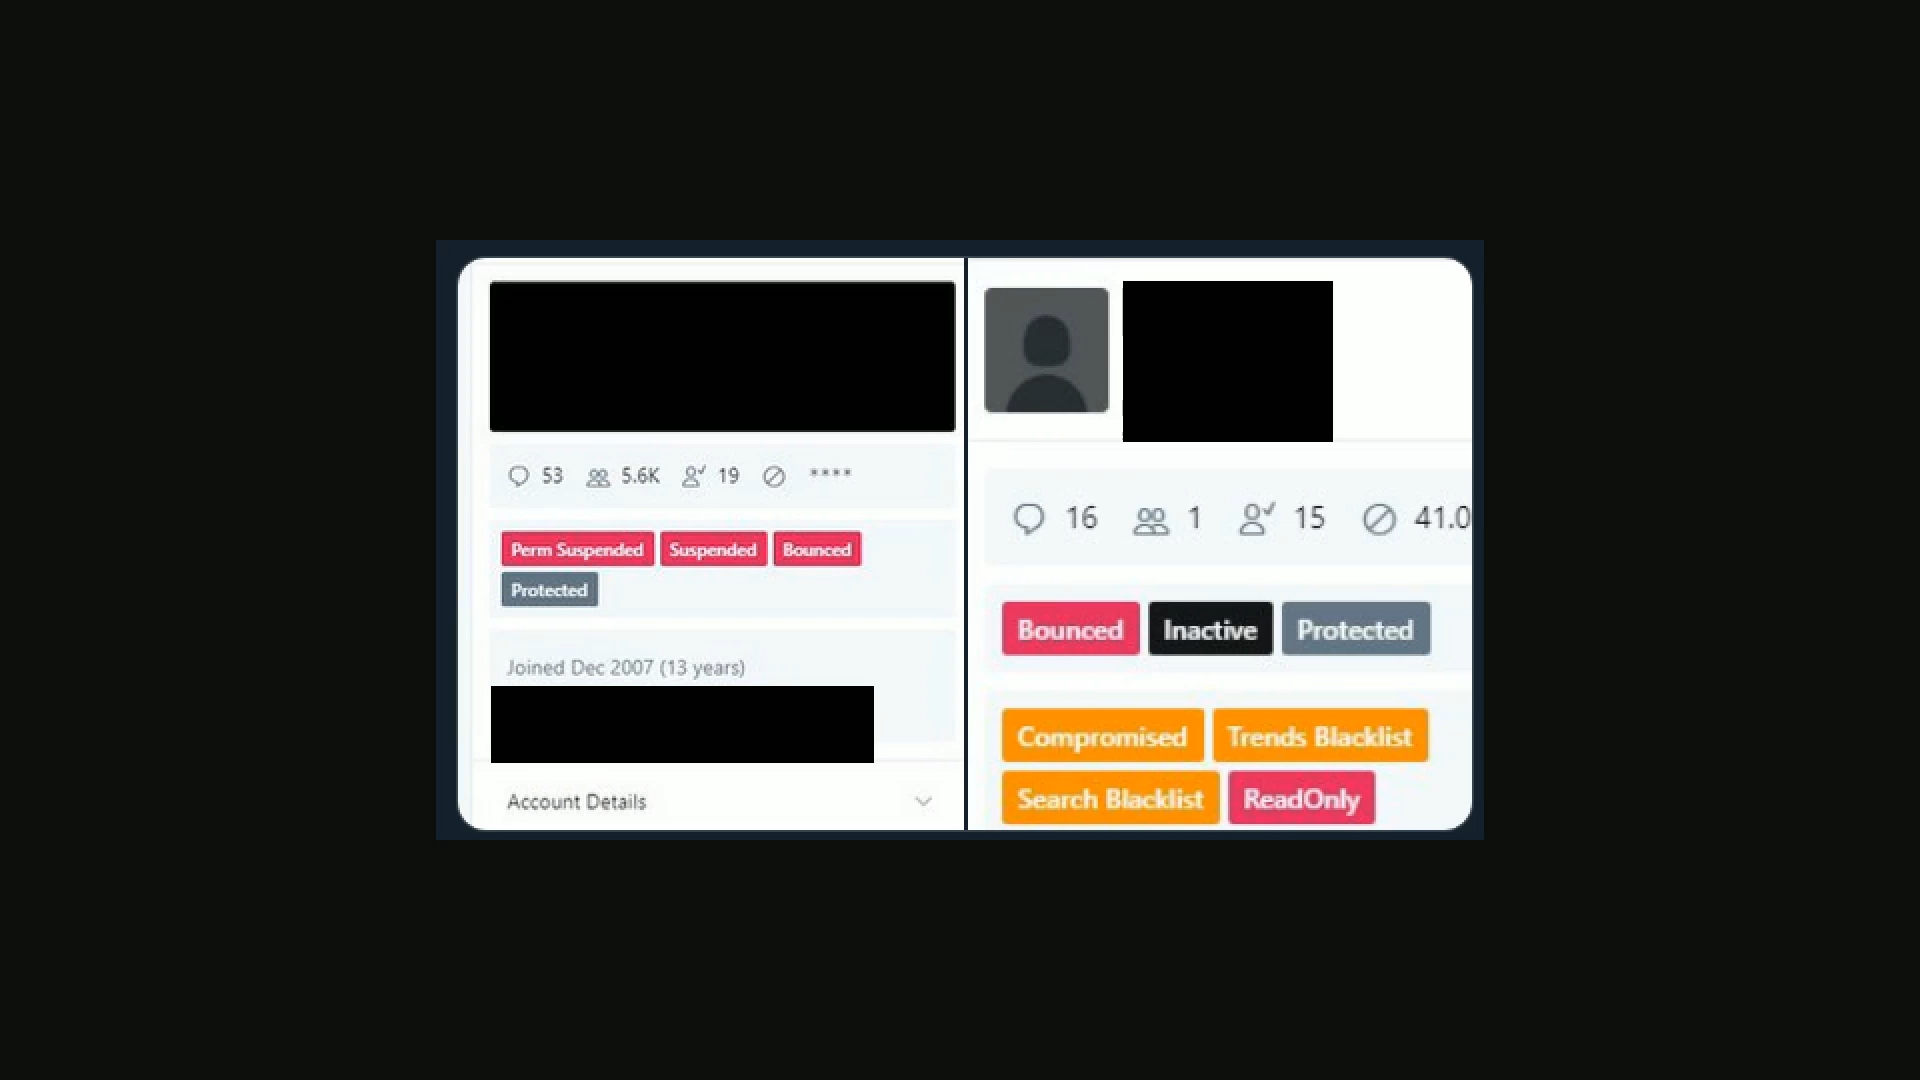 53 5.6K 19 ****
Perm Suspended Suspended Bounced
Protected
Joined Dec 2007 (13 years)
Account Details
16 1 15 41.0
Bounced Inactive Protected
Compromised Trends Blacklist
Search Blacklist ReadOnly